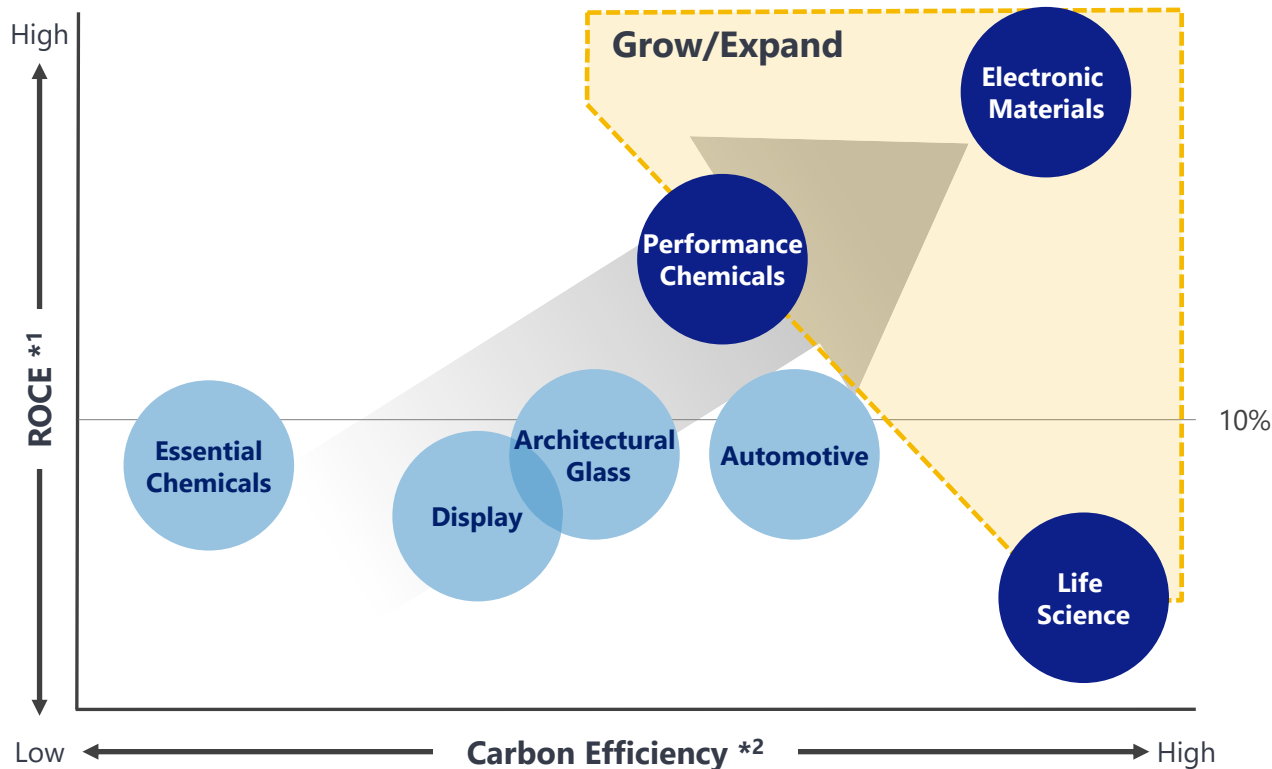 High
Grow/Expand
Electronic
Materials
Performance
Chemicals
ROCE *1
10%
Essential
Chemicals
Architectural
Glass
Automotive
Display
Life
Science
Low
Carbon Efficiency *2
High